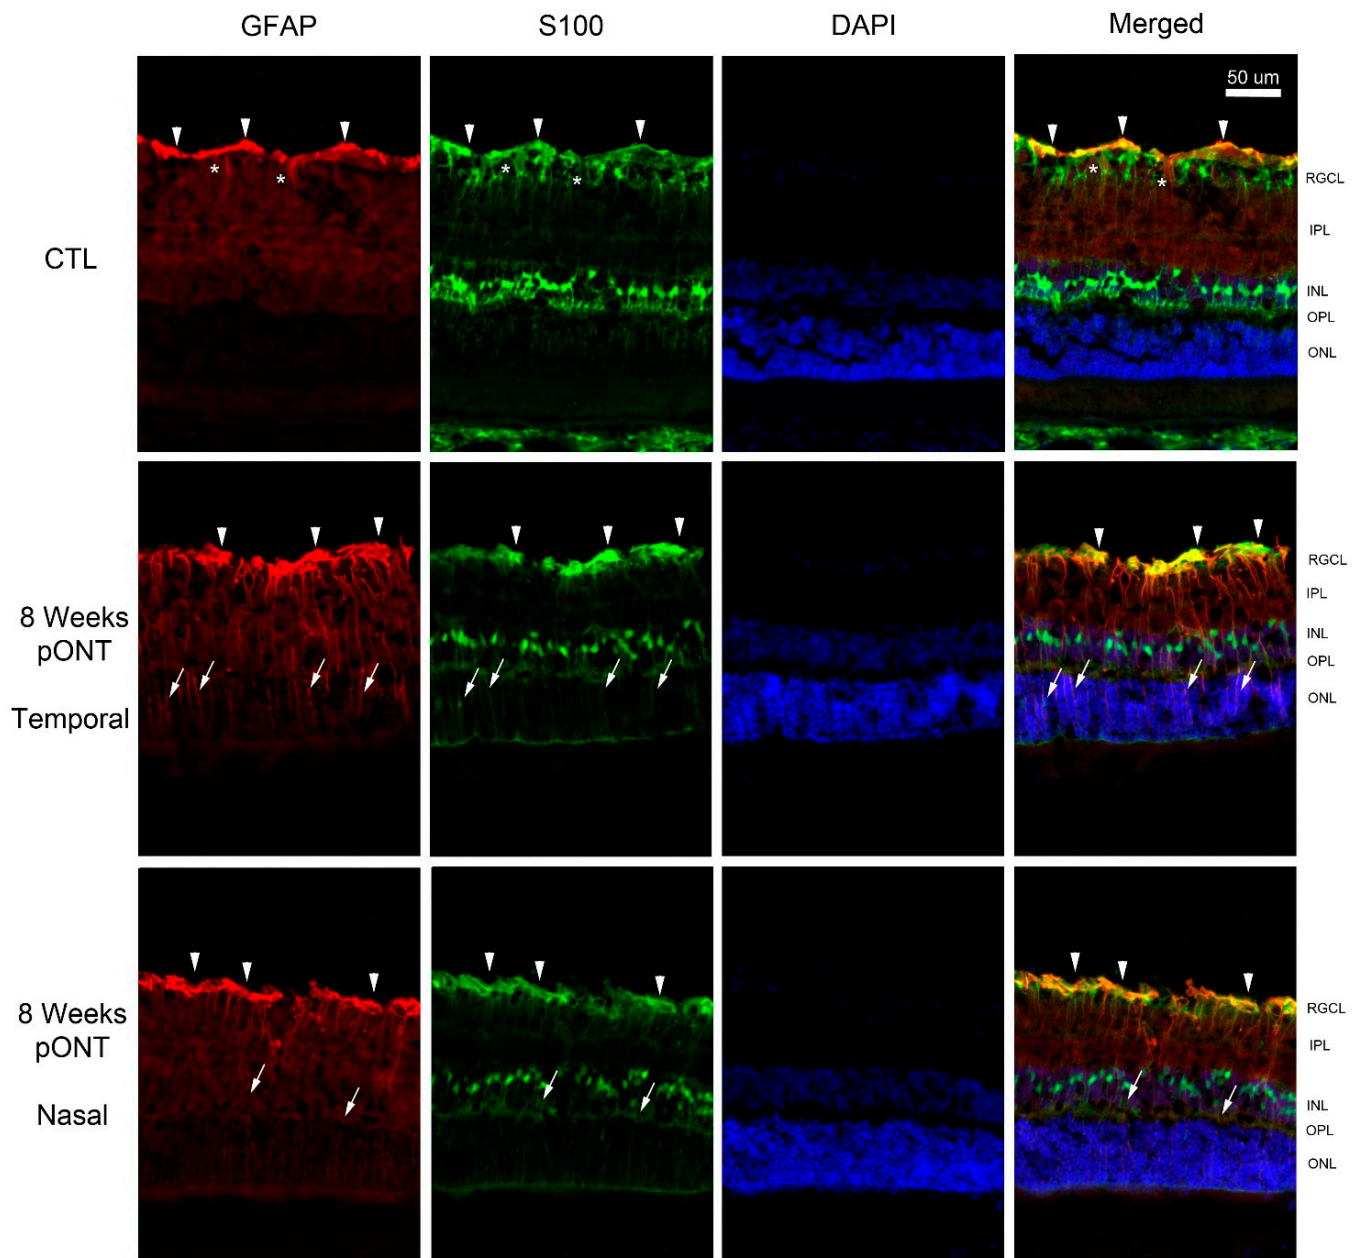 GFAP S100 DAPI Merged
50 um
* * * * * *
RGCL
IPL
CTL
INL
OPL
ONL
RGCL
IPL
8 Weeks
pONT
INL
OPL
Temporal
ONL
8 Weeks
pONT
RGCL
IPL
Nasal
INL
OPL
ONL